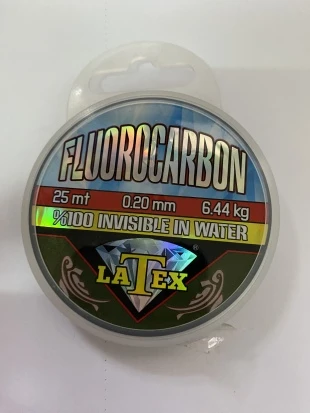 FLUOROCARBON
25 mt 0.20 mm 6.44 kg
%100 INVISIBLE IN WATER
LATEX ®